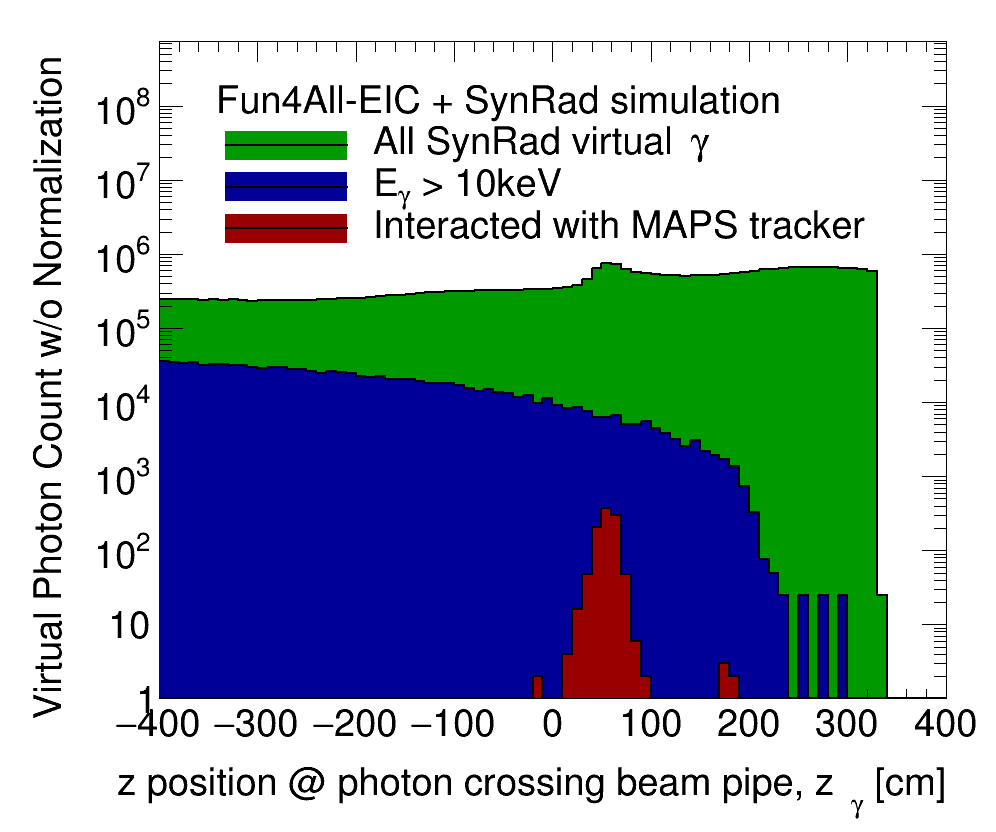 Virtual Photon Count w/o Normalization
Fun4All-EIC + SynRad simulation
All SynRad virtual γ
Eγ > 10keV
Interacted with MAPS tracker
10^8
10^7
10^6
10^5
10^4
10^3
10^2
10
1
−400 −300 −200 −100 0 100 200 300 400
z position @ photon crossing beam pipe, z γ [cm]